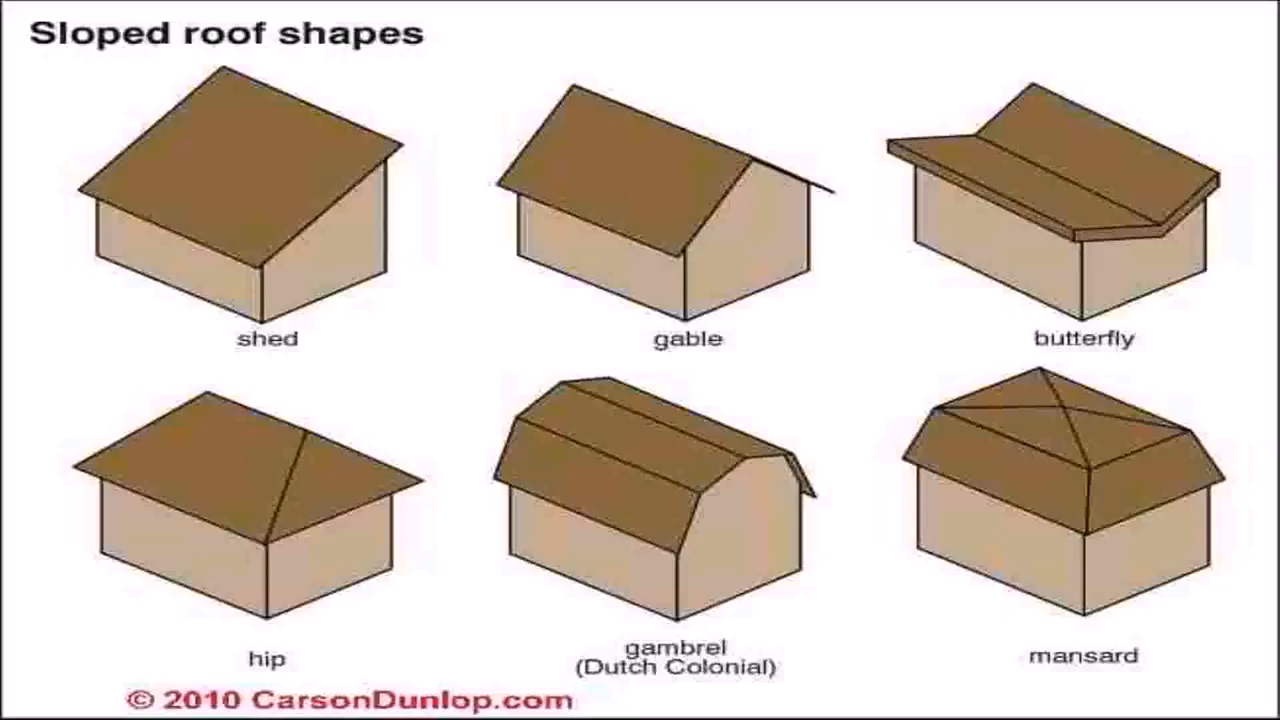 Sloped roof shapes
shed
gable
butterfly
hip
gambrel
(Dutch Colonial)
mansard
© 2010 CarsonDunlop.com